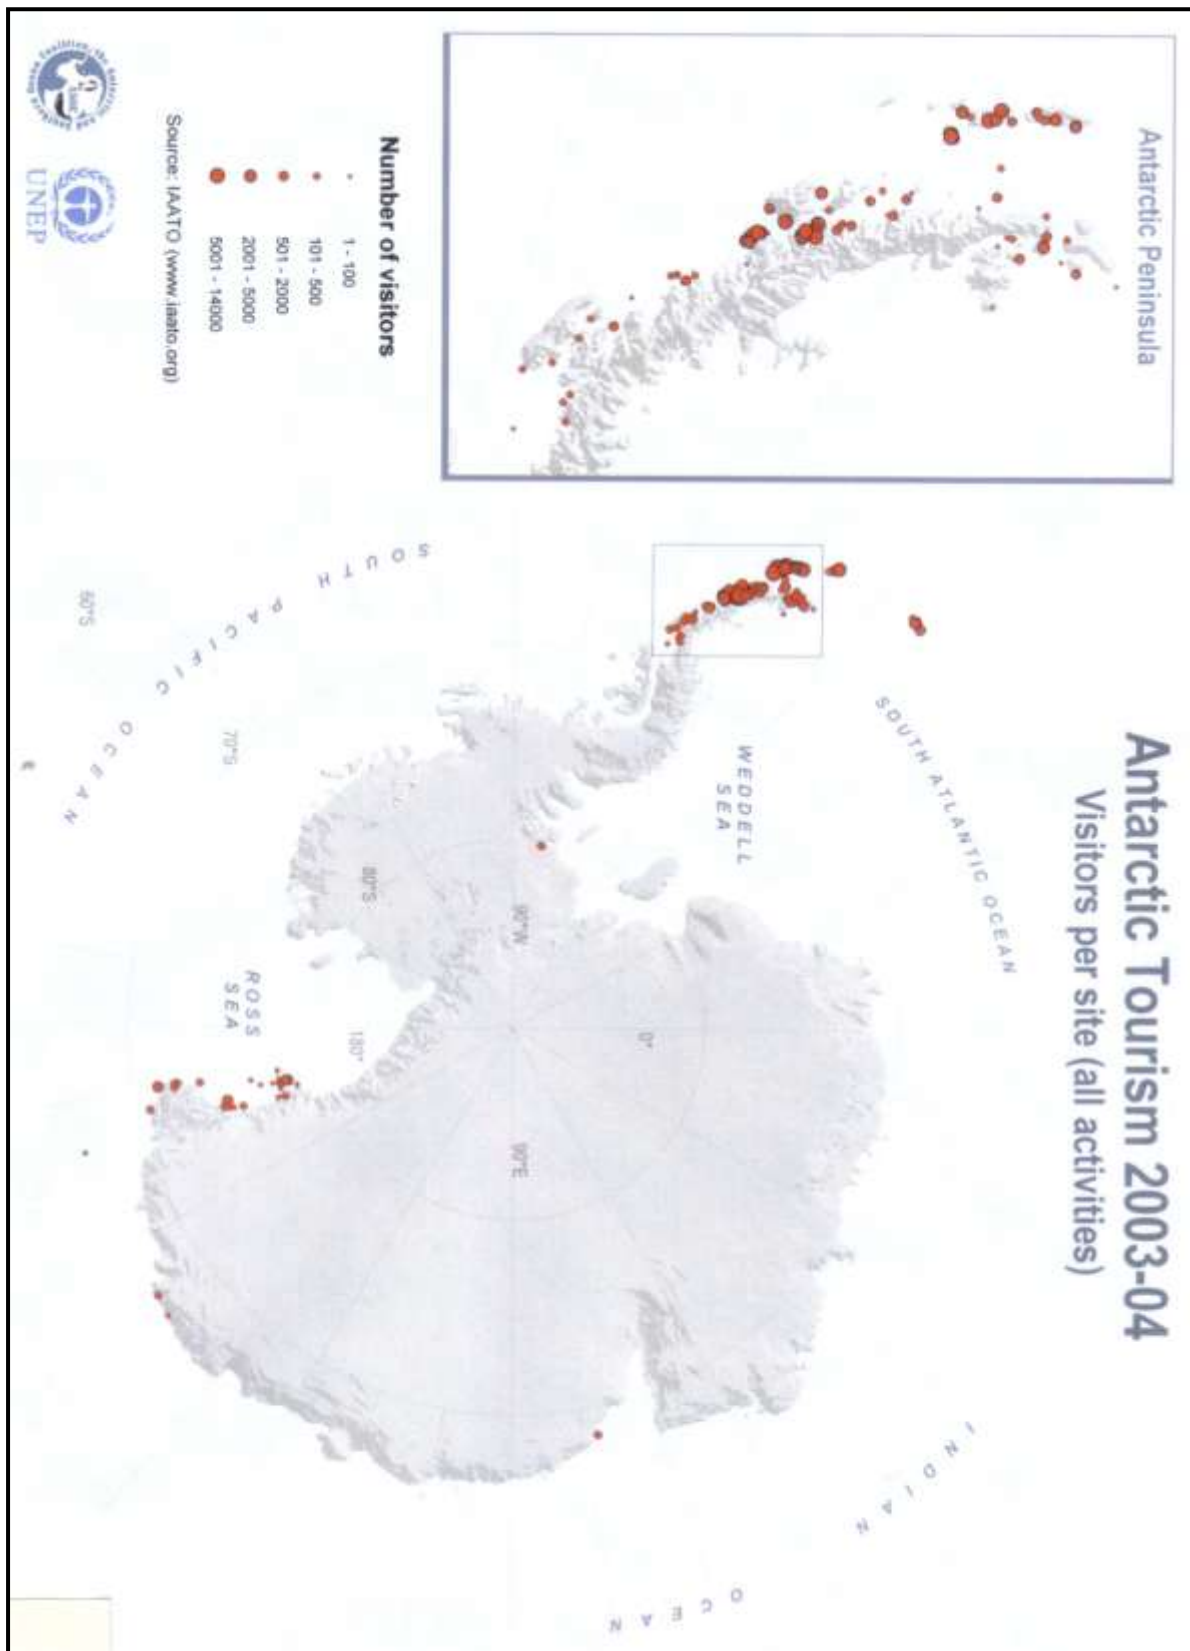 Antarctic Tourism 2003-04
Visitors per site (all activities)
Antarctic Peninsula
SOUTH ATLANTIC OCEAN
WEDDELL
SEA
INDIAN
OCEAN
0°
90°W
90°E
80°S
180°
ROSS
SEA
70°S
60°S
SOUTH PACIFIC OCEAN
Number of visitors
1 - 100
101 - 500
501 - 2000
2001 - 5000
5001 - 14000
Source: IAATO (www.iaato.org)
UNEP